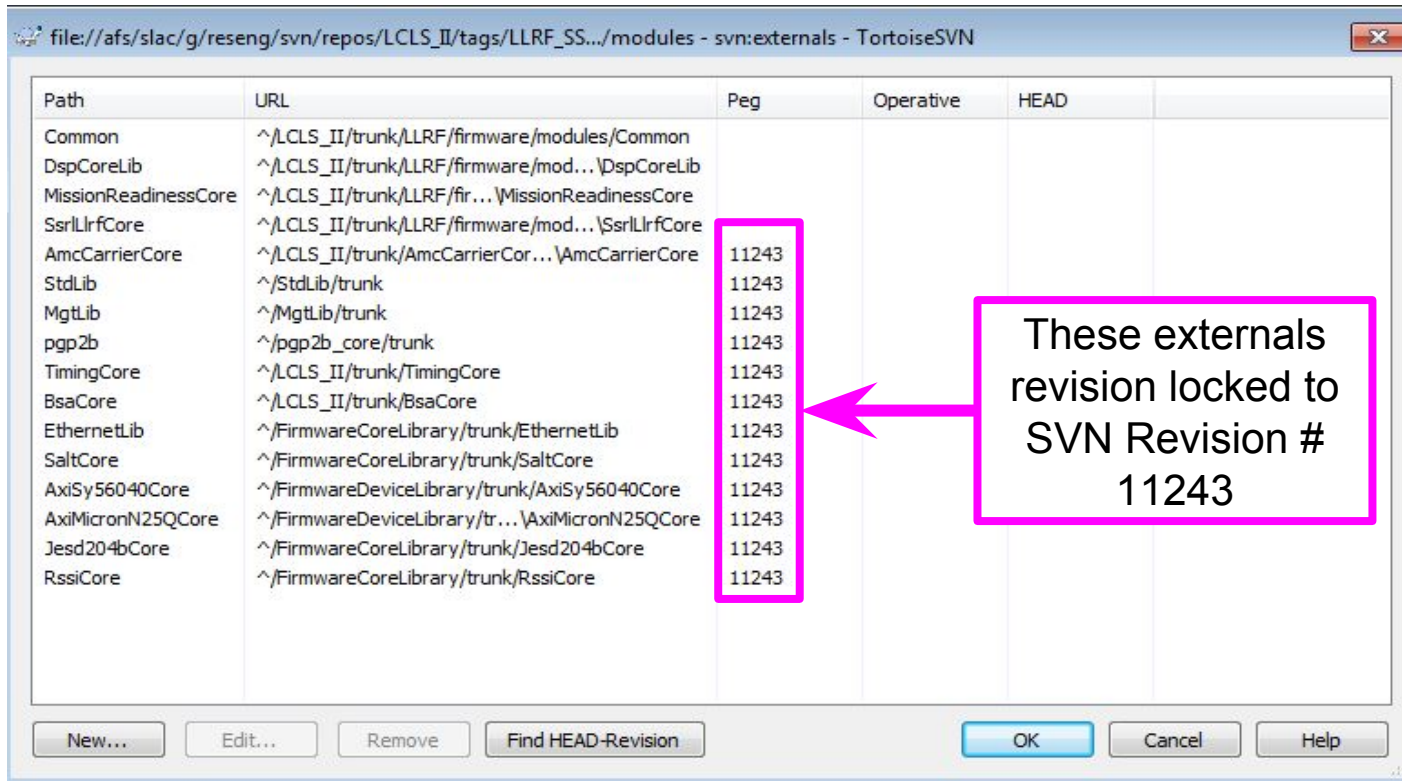 file://afs/slac/g/reseng/svn/repos/LCLS_II/tags/LLRF_SS.../modules - svn:externals - TortoiseSVN
Path URL Peg Operative HEAD
Common ^/LCLS_II/trunk/LLRF/firmware/modules/Common
DspCoreLib ^/LCLS_II/trunk/LLRF/firmware/mod...\DspCoreLib
MissionReadinessCore ^/LCLS_II/trunk/LLRF/fir...\MissionReadinessCore
SsrlLlrfCore ^/LCLS_II/trunk/LLRF/firmware/mod...\SsrlLlrfCore
AmcCarrierCore ^/LCLS_II/trunk/AmcCarrierCor...\AmcCarrierCore 11243
StdLib ^/StdLib/trunk 11243
MgtLib ^/MgtLib/trunk 11243
pgp2b ^/pgp2b_core/trunk 11243
TimingCore ^/LCLS_II/trunk/TimingCore 11243
BsaCore ^/LCLS_II/trunk/BsaCore 11243
EthernetLib ^/FirmwareCoreLibrary/trunk/EthernetLib 11243
SaltCore ^/FirmwareCoreLibrary/trunk/SaltCore 11243
AxiSy56040Core ^/FirmwareDeviceLibrary/trunk/AxiSy56040Core 11243
AxiMicronN25QCore ^/FirmwareDeviceLibrary/tr...\AxiMicronN25QCore 11243
Jesd204bCore ^/FirmwareCoreLibrary/trunk/Jesd204bCore 11243
RssiCore ^/FirmwareCoreLibrary/trunk/RssiCore 11243
These externals
revision locked to
SVN Revision #
11243
New... Edit... Remove Find HEAD-Revision OK Cancel Help